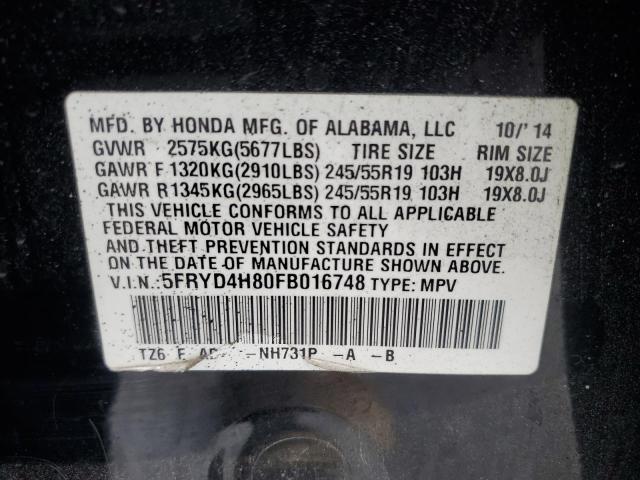 MFD. BY HONDA MFG. OF ALABAMA, LLC 10/'14
GVWR 2575KG(5677LBS) TIRE SIZE RIM SIZE
GAWR F 1320KG(2910LBS) 245/55R19 103H 19X8.0J
GAWR R 1345KG(2965LBS) 245/55R19 103H 19X8.0J
THIS VEHICLE CONFORMS TO ALL APPLICABLE
FEDERAL MOTOR VEHICLE SAFETY
AND THEFT PREVENTION STANDARDS IN EFFECT
ON THE DATE OF MANUFACTURE SHOWN ABOVE.
V.I.N.: 5FRYD4H80FB016748 TYPE: MPV
TZ6 -NH731P -A -B